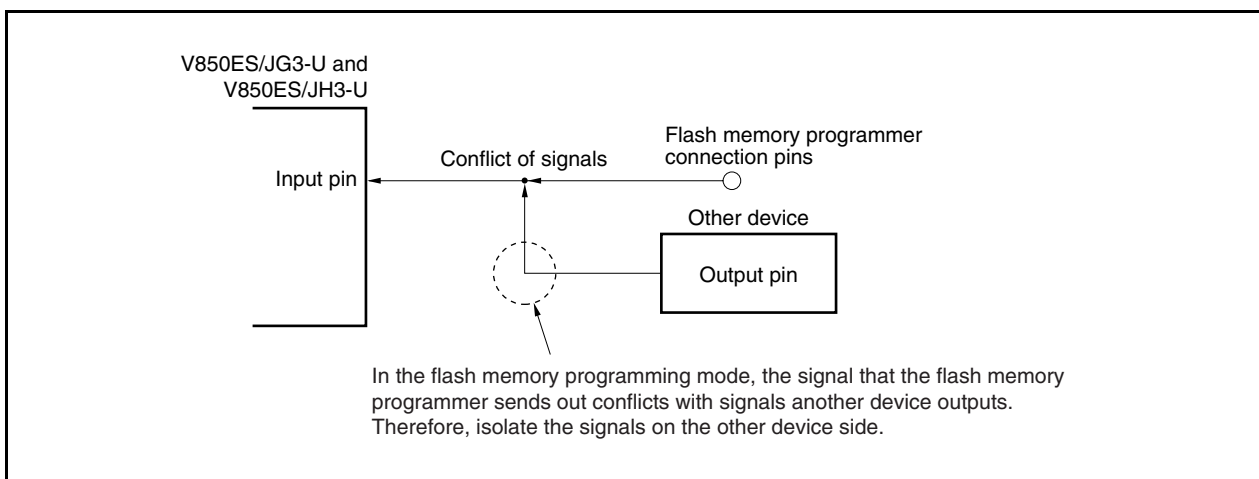 V850ES/JG3-U and
V850ES/JH3-U
Flash memory programmer
connection pins
Conflict of signals
Input pin
Other device
Output pin
In the flash memory programming mode, the signal that the flash memory
programmer sends out conflicts with signals another device outputs.
Therefore, isolate the signals on the other device side.